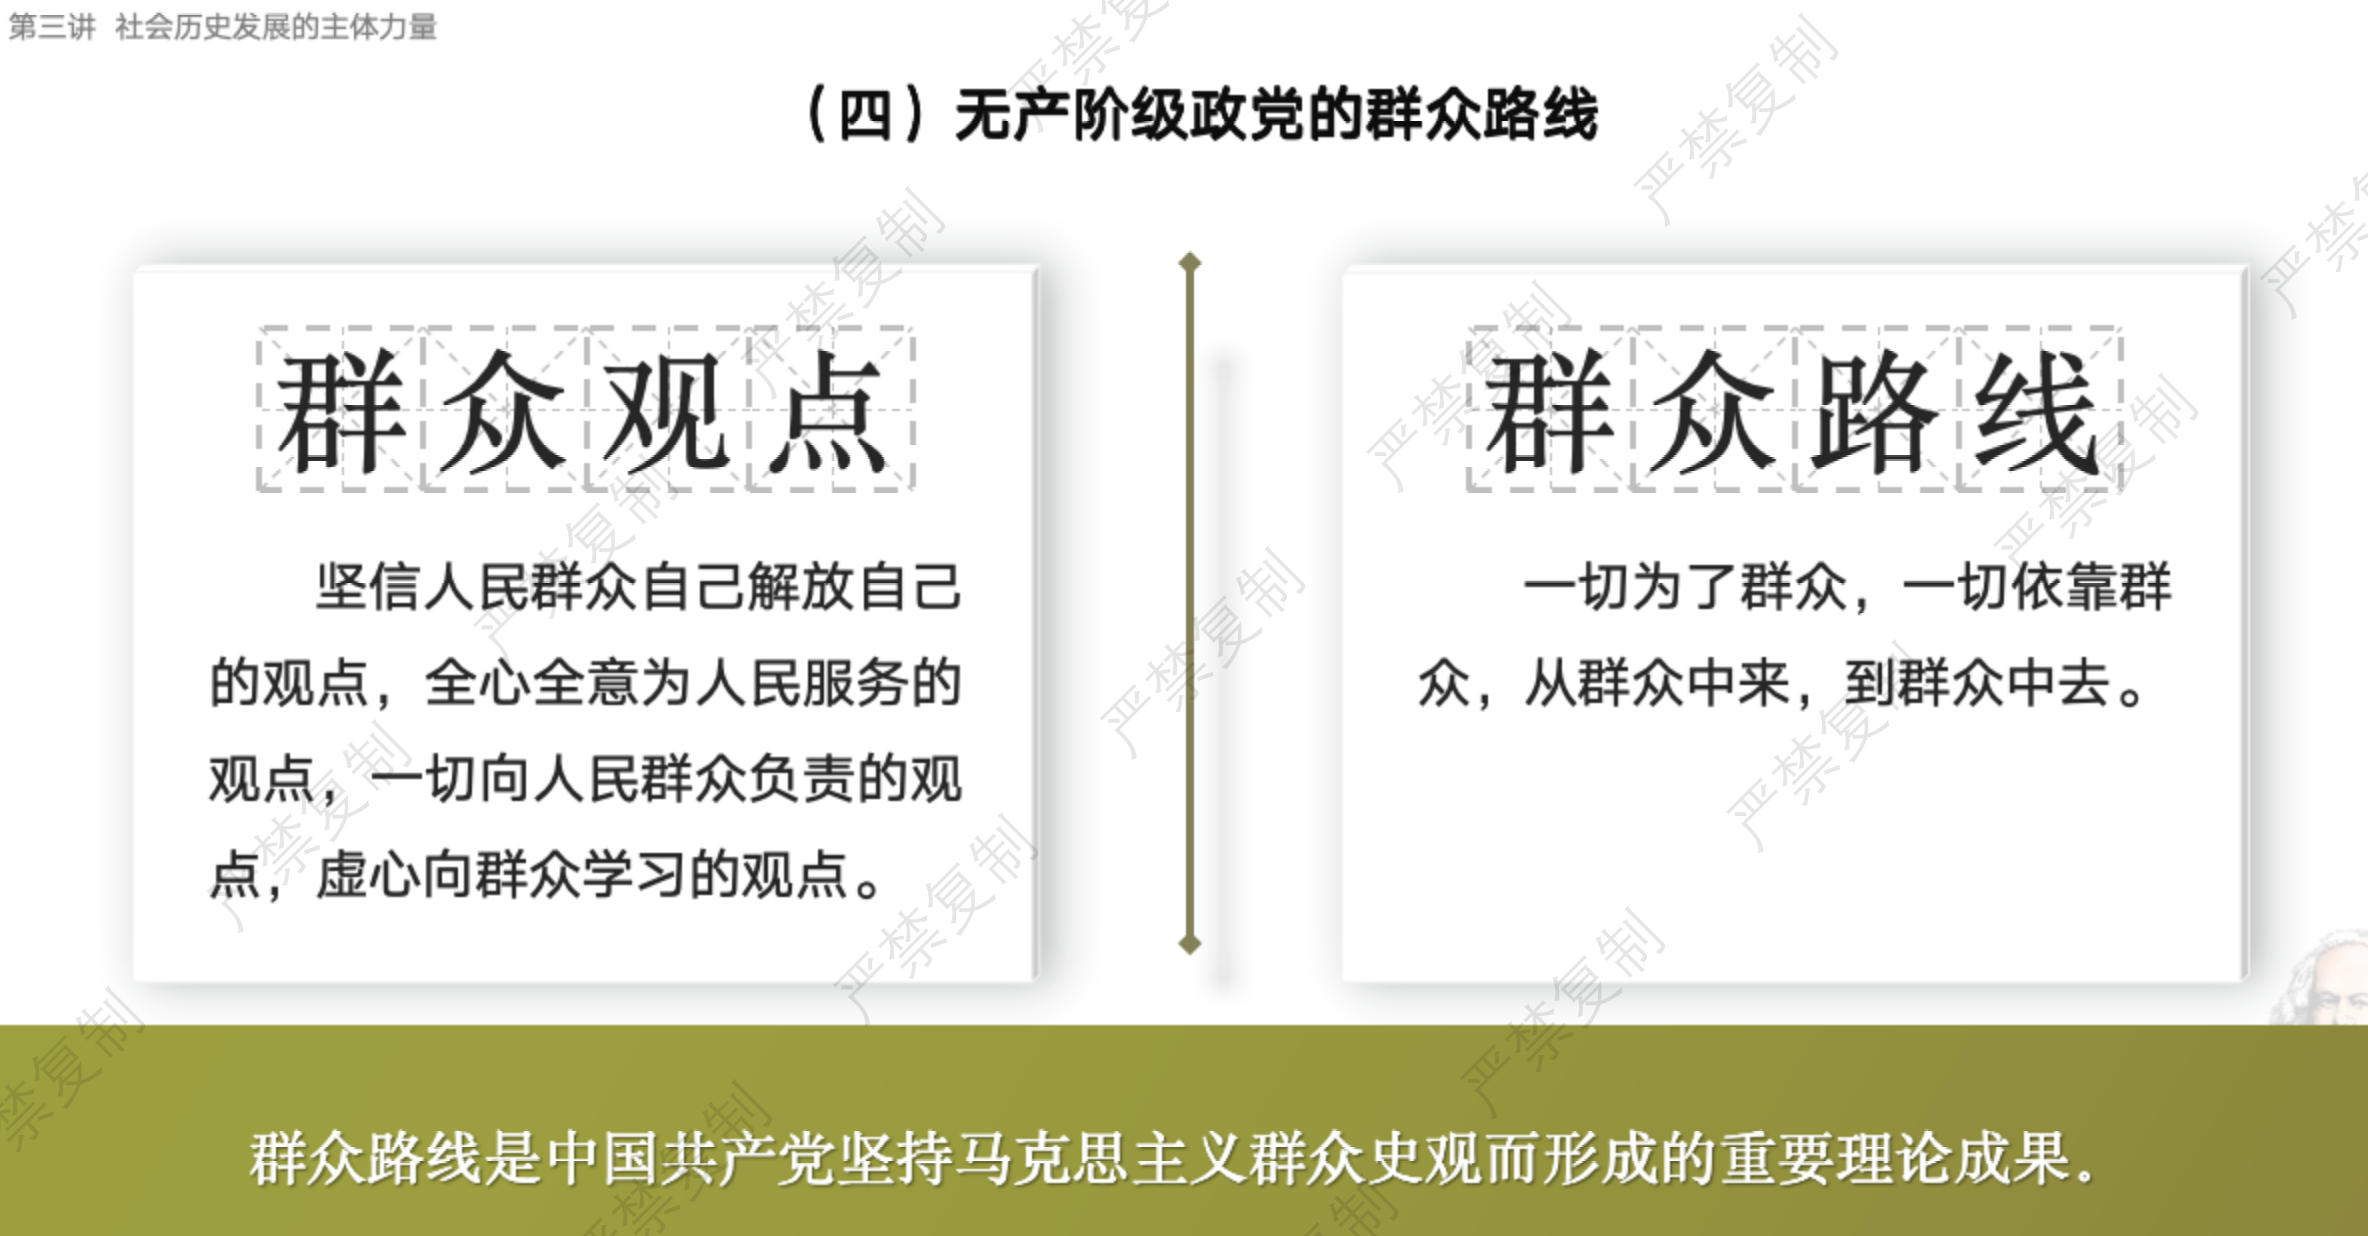 第三讲 社会历史发展的主体力量
（四）无产阶级政党的群众路线
群众观点
坚信人民群众自己解放自己
的观点，全心全意为人民服务的
观点，一切向人民群众负责的观
点，虚心向群众学习的观点。
群众路线
一切为了群众，一切依靠群
众，从群众中来，到群众中去。
群众路线是中国共产党坚持马克思主义群众史观而形成的重要理论成果。
严禁复制